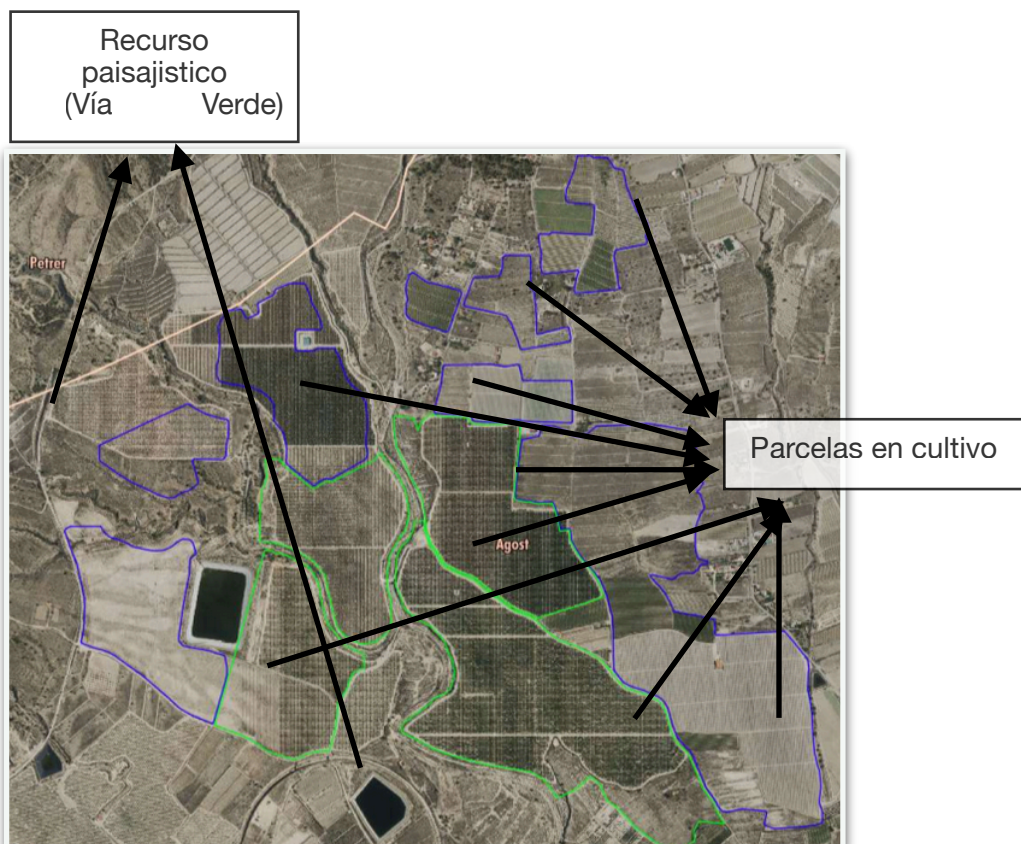 Recurso
paisajistico
(Vía Verde)
Petrer
Parcelas en cultivo
Agost